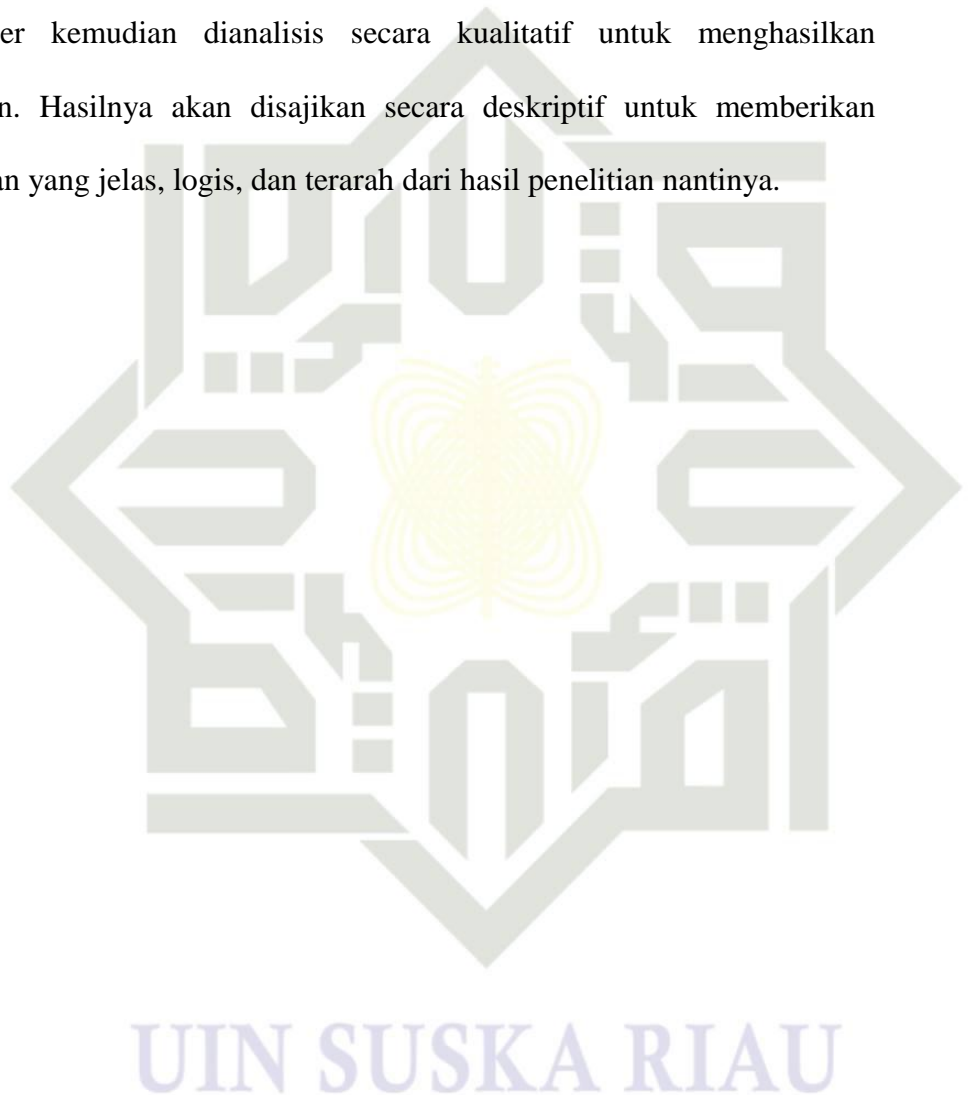 er kemudian dianalisis secara kualitatif untuk menghasilkan
n. Hasilnya akan disajikan secara deskriptif untuk memberikan
an yang jelas, logis, dan terarah dari hasil penelitian nantinya.
UIN SUSKA RIAU